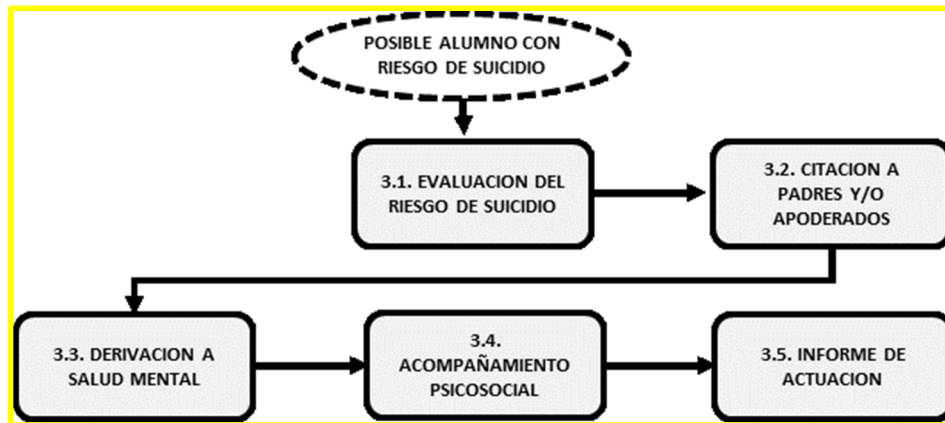 POSIBLE ALUMNO CON
RIESGO DE SUICIDIO
3.1. EVALUACION DEL
RIESGO DE SUICIDIO
3.2. CITACION A
PADRES Y/O
APODERADOS
3.3. DERIVACION A
SALUD MENTAL
3.4.
ACOMPAÑAMIENTO
PSICOSOCIAL
3.5. INFORME DE
ACTUACION